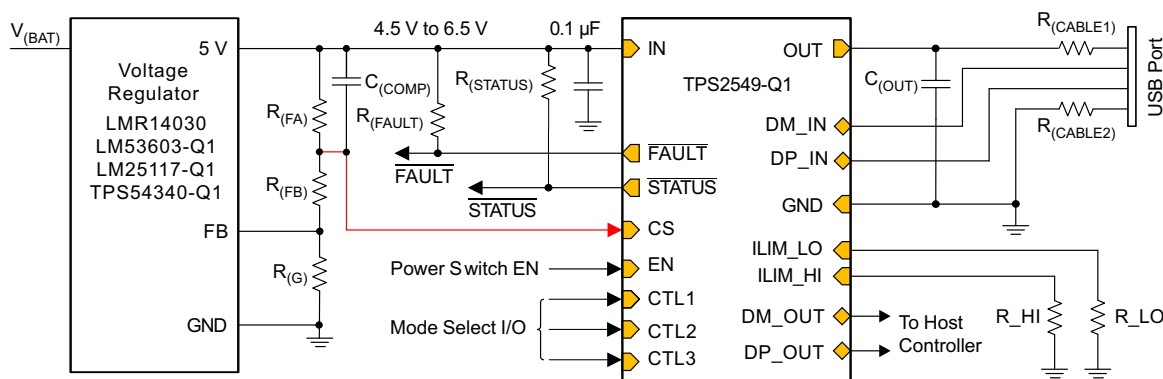 V(BAT)
5 V
Voltage
Regulator
LMR14030
LM53603-Q1
LM25117-Q1
TPS54340-Q1
FB
GND
R(FA)
R(FB)
R(G)
C(COMP)
4.5 V to 6.5 V
0.1 µF
R(FAULT)
R(STATUS)
FAULT
STATUS
Power Switch EN
Mode Select I/O
IN
TPS2549-Q1
FAULT
STATUS
CS
EN
CTL1
CTL2
CTL3
OUT
DM_IN
DP_IN
GND
ILIM_LO
ILIM_HI
DM_OUT
DP_OUT
C(OUT)
R(CABLE1)
R(CABLE2)
USB Port
R_HI
R_LO
To Host
Controller